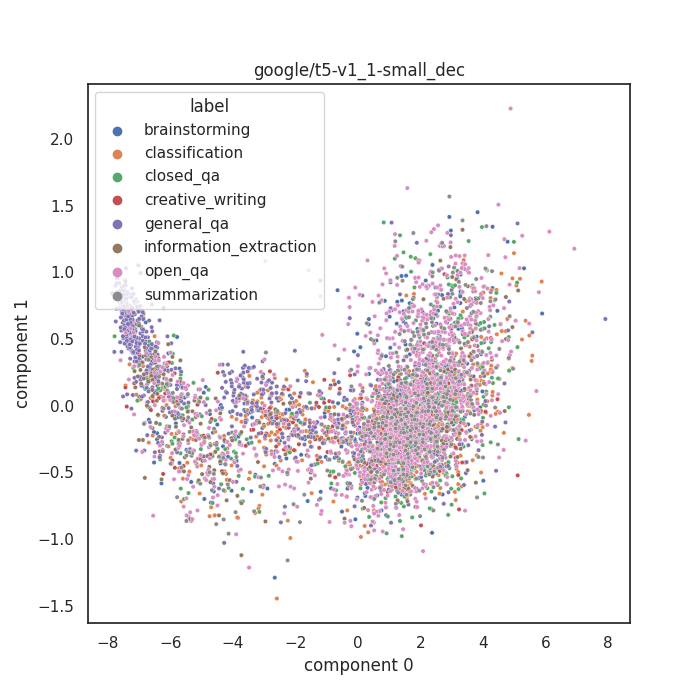 google/t5-v1_1-small_dec
label
brainstorming
classification
closed_qa
creative_writing
general_qa
information_extraction
open_qa
summarization
component 1
2.0
1.5
1.0
0.5
0.0
−0.5
−1.0
−1.5
−8 −6 −4 −2 0 2 4 6 8
component 0